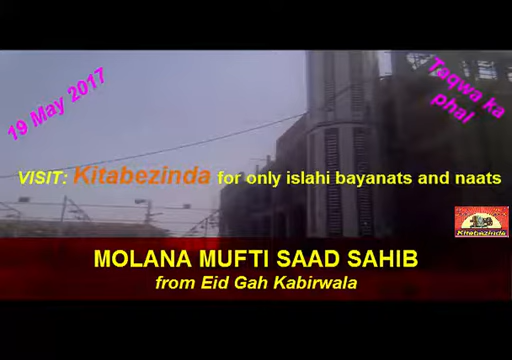 19 May 2017
Taqwa ka
phal
VISIT: Kitabezinda for only islahi bayanats and naats
Kitabezinda
MOLANA MUFTI SAAD SAHIB
from Eid Gah Kabirwala